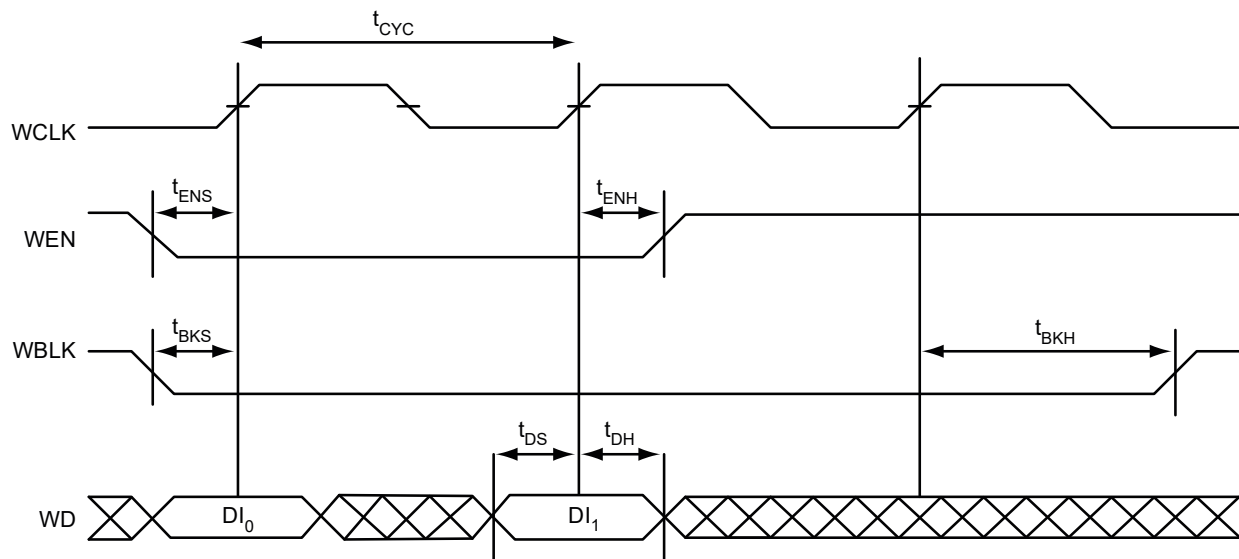 tCYC
WCLK
tENS
tENH
WEN
tBKS
tBKH
WBLK
tDS
tDH
WD
DI0
DI1